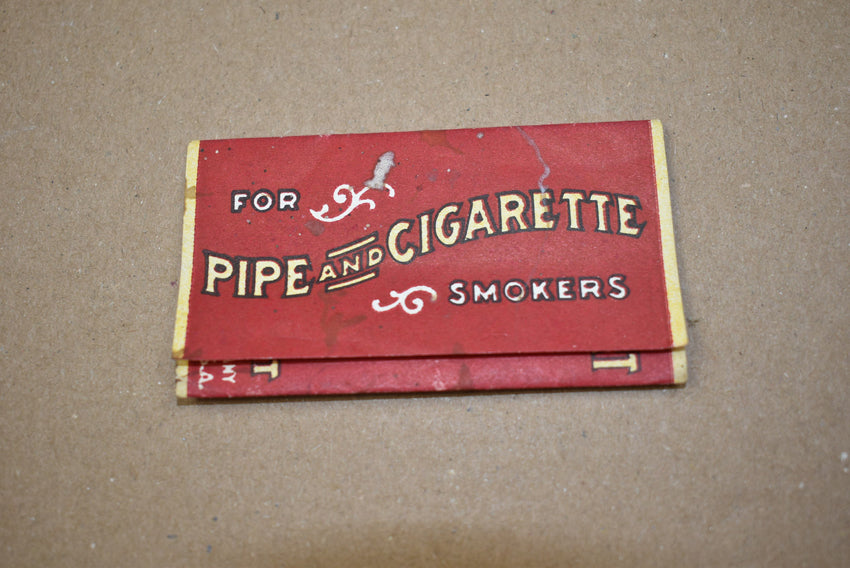 FOR
PIPE AND CIGARETTE
SMOKERS
T
T
.A.